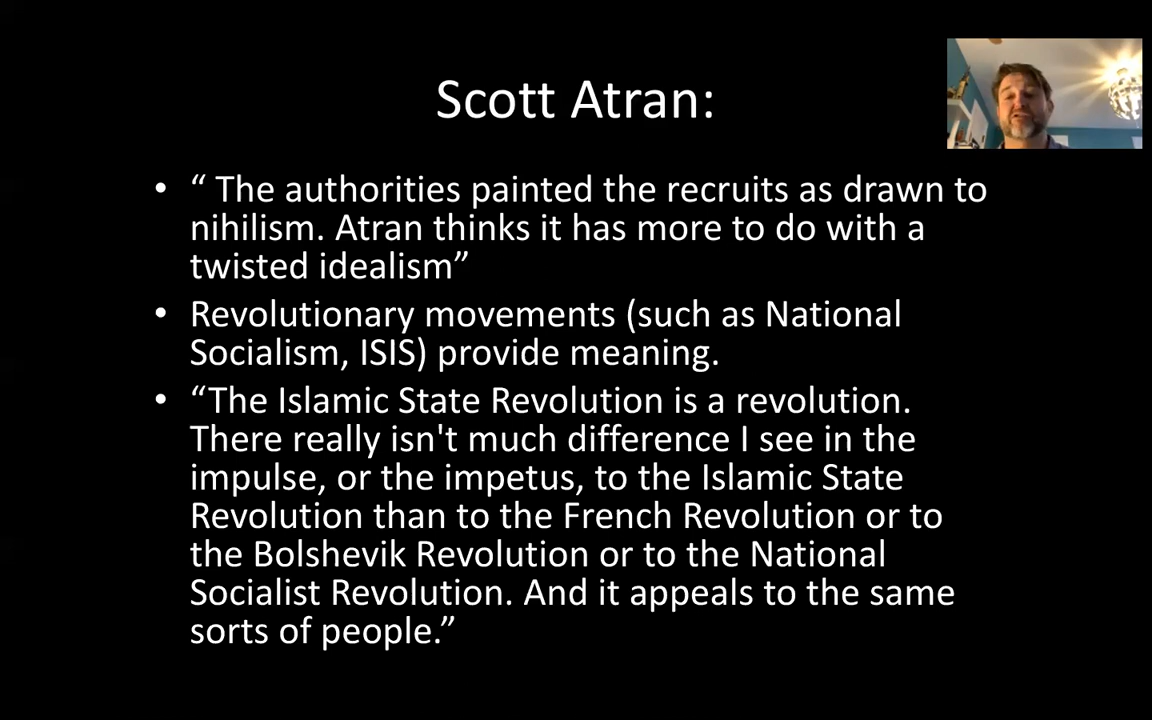 Scott Atran:
• “ The authorities painted the recruits as drawn to
nihilism. Atran thinks it has more to do with a
twisted idealism”
• Revolutionary movements (such as National
Socialism, ISIS) provide meaning.
• “The Islamic State Revolution is a revolution.
There really isn't much difference I see in the
impulse, or the impetus, to the Islamic State
Revolution than to the French Revolution or to
the Bolshevik Revolution or to the National
Socialist Revolution. And it appeals to the same
sorts of people.”